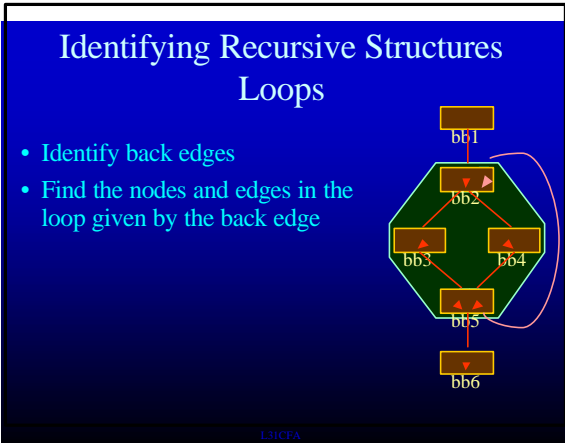 Identifying Recursive Structures
Loops
• Identify back edges
• Find the nodes and edges in the
loop given by the back edge
bb1
bb2
bb3
bb4
bb5
bb6
L31CFA